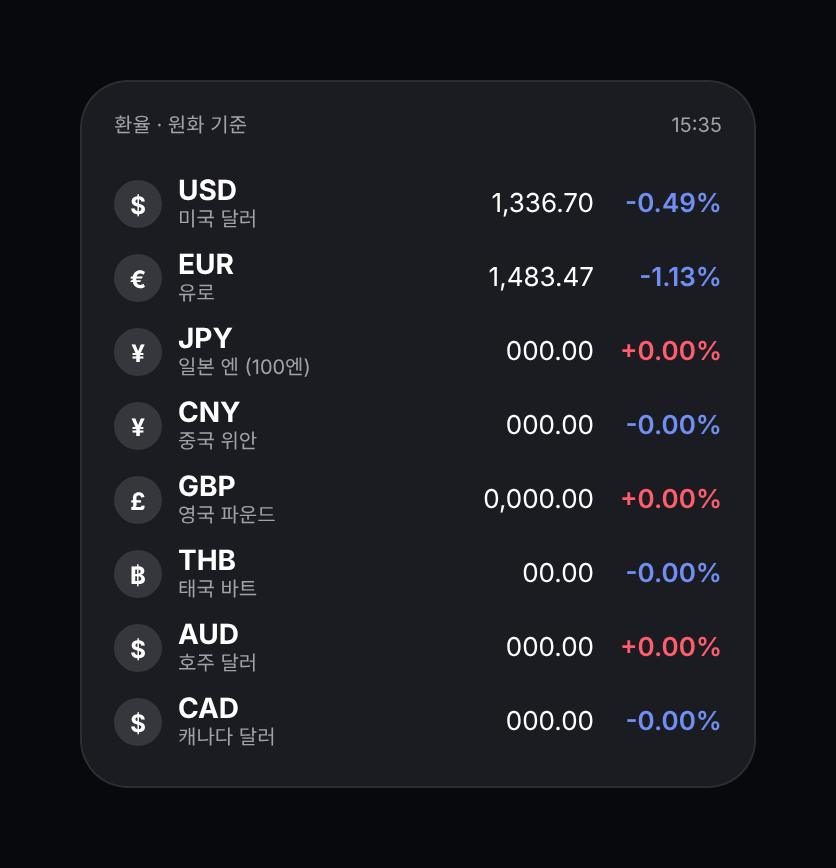 환율 · 원화 기준 15:35
$ USD 1,336.70 -0.49%
미국 달러
€ EUR 1,483.47 -1.13%
유로
¥ JPY 000.00 +0.00%
일본 엔 (100엔)
¥ CNY 000.00 -0.00%
중국 위안
£ GBP 0,000.00 +0.00%
영국 파운드
฿ THB 00.00 -0.00%
태국 바트
$ AUD 000.00 +0.00%
호주 달러
$ CAD 000.00 -0.00%
캐나다 달러